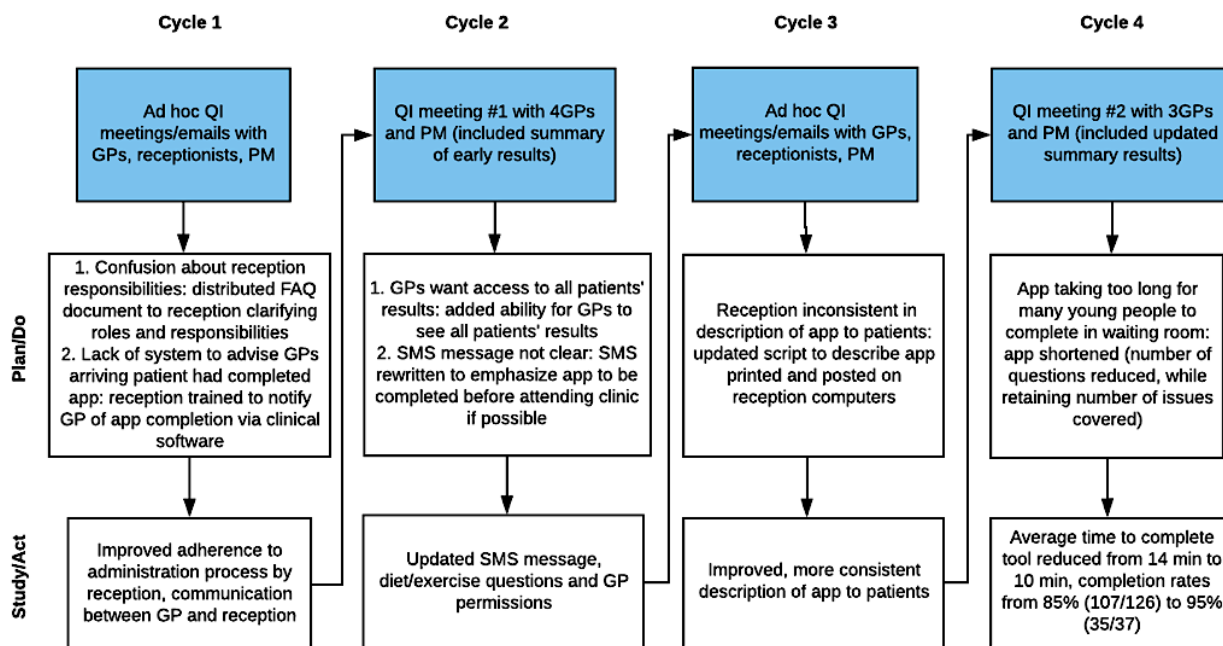 Cycle 1
Cycle 2
Cycle 3
Cycle 4
Ad hoc QI
meetings/emails with
GPs, receptionists, PM
QI meeting #1 with 4GPs
and PM (included summary
of early results)
Ad hoc QI
meetings/emails with GPs,
receptionists, PM
QI meeting #2 with 3GPs
and PM (included updated
summary results)
Plan/Do
1. Confusion about reception
responsibilities: distributed FAQ
document to reception clarifying
roles and responsibilities
2. Lack of system to advise GPs
arriving patient had completed
app: reception trained to notify
GP of app completion via clinical
software
1. GPs want access to all patients'
results: added ability for GPs to
see all patients' results
2. SMS message not clear: SMS
rewritten to emphasize app to be
completed before attending clinic
if possible
Reception inconsistent in
description of app to patients:
updated script to describe app
printed and posted on
reception computers
App taking too long for
many young people to
complete in waiting room:
app shortened (number of
questions reduced, while
retaining number of issues
covered)
Study/Act
Improved adherence to
administration process by
reception, communication
between GP and reception
Updated SMS message,
diet/exercise questions and GP
permissions
Improved, more consistent
description of app to patients
Average time to complete
tool reduced from 14 min to
10 min, completion rates
from 85% (107/126) to 95%
(35/37)